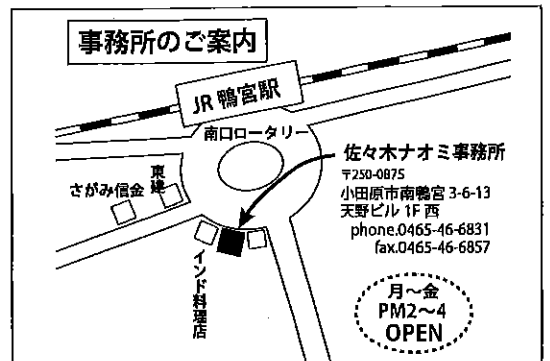 事務所のご案内
JR 鴨宮駅
南口ロータリー
東建
さがみ信金
インド料理店
佐々木ナオミ事務所
〒250-0875
小田原市南鴨宮 3-6-13
天野ビル 1F 西
phone.0465-46-6831
fax.0465-46-6857
月～金
PM2～4
OPEN